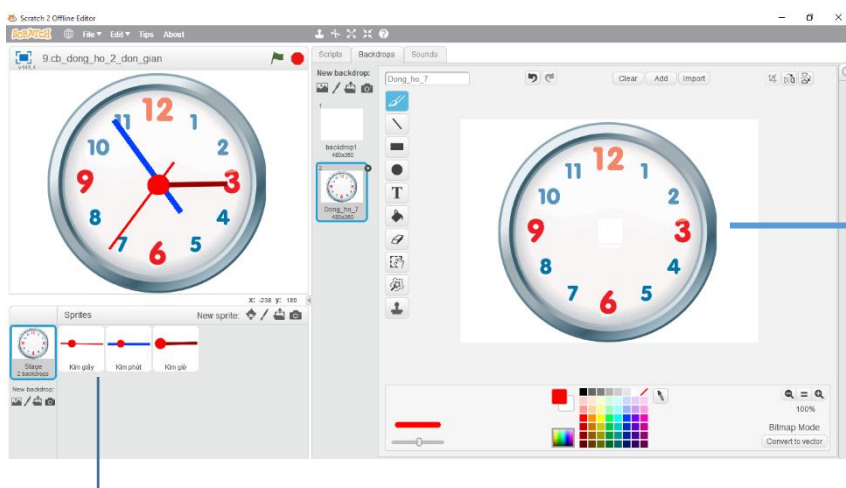 Scratch 2 Offline Editor
SCRATCH File Edit Tips About
9.cb_dong_ho_2_don_gian
12
11 1
10 2
9 3
8 4
7 5
6
X: -238 y: 180
Sprites New sprite:
Stage
2 backdrops
Kim giây Kim phút Kim giờ
New backdrop:
Scripts Backdrops Sounds
New backdrop:
1
backdrop1
480x360
2
Dong_ho_7
480x360
Dong_ho_7 Clear Add Import
T
12
11 1
10 2
9 3
8 4
7 5
6
100%
Bitmap Mode
Convert to vector